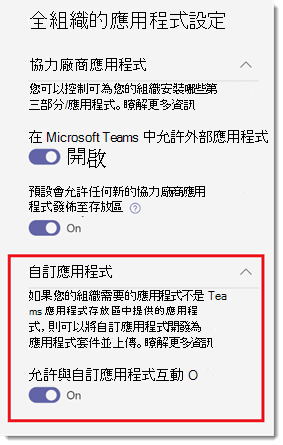 全組織的應用程式設定
協力廠商應用程式
您可以控制可為您的組織安裝哪些第
三部分/應用程式。瞭解更多資訊
在 Microsoft Teams 中允許外部應用程式
開啟
預設會允許任何新的協力廠商應用
程式發佈至存放區 ?
On
自訂應用程式
如果您的組織需要的應用程式不是 Tea
ms 應用程式存放區中提供的應用程
式，則可以將自訂應用程式開發為
應用程式套件並上傳。瞭解更多資訊
允許與自訂應用程式互動 O
On